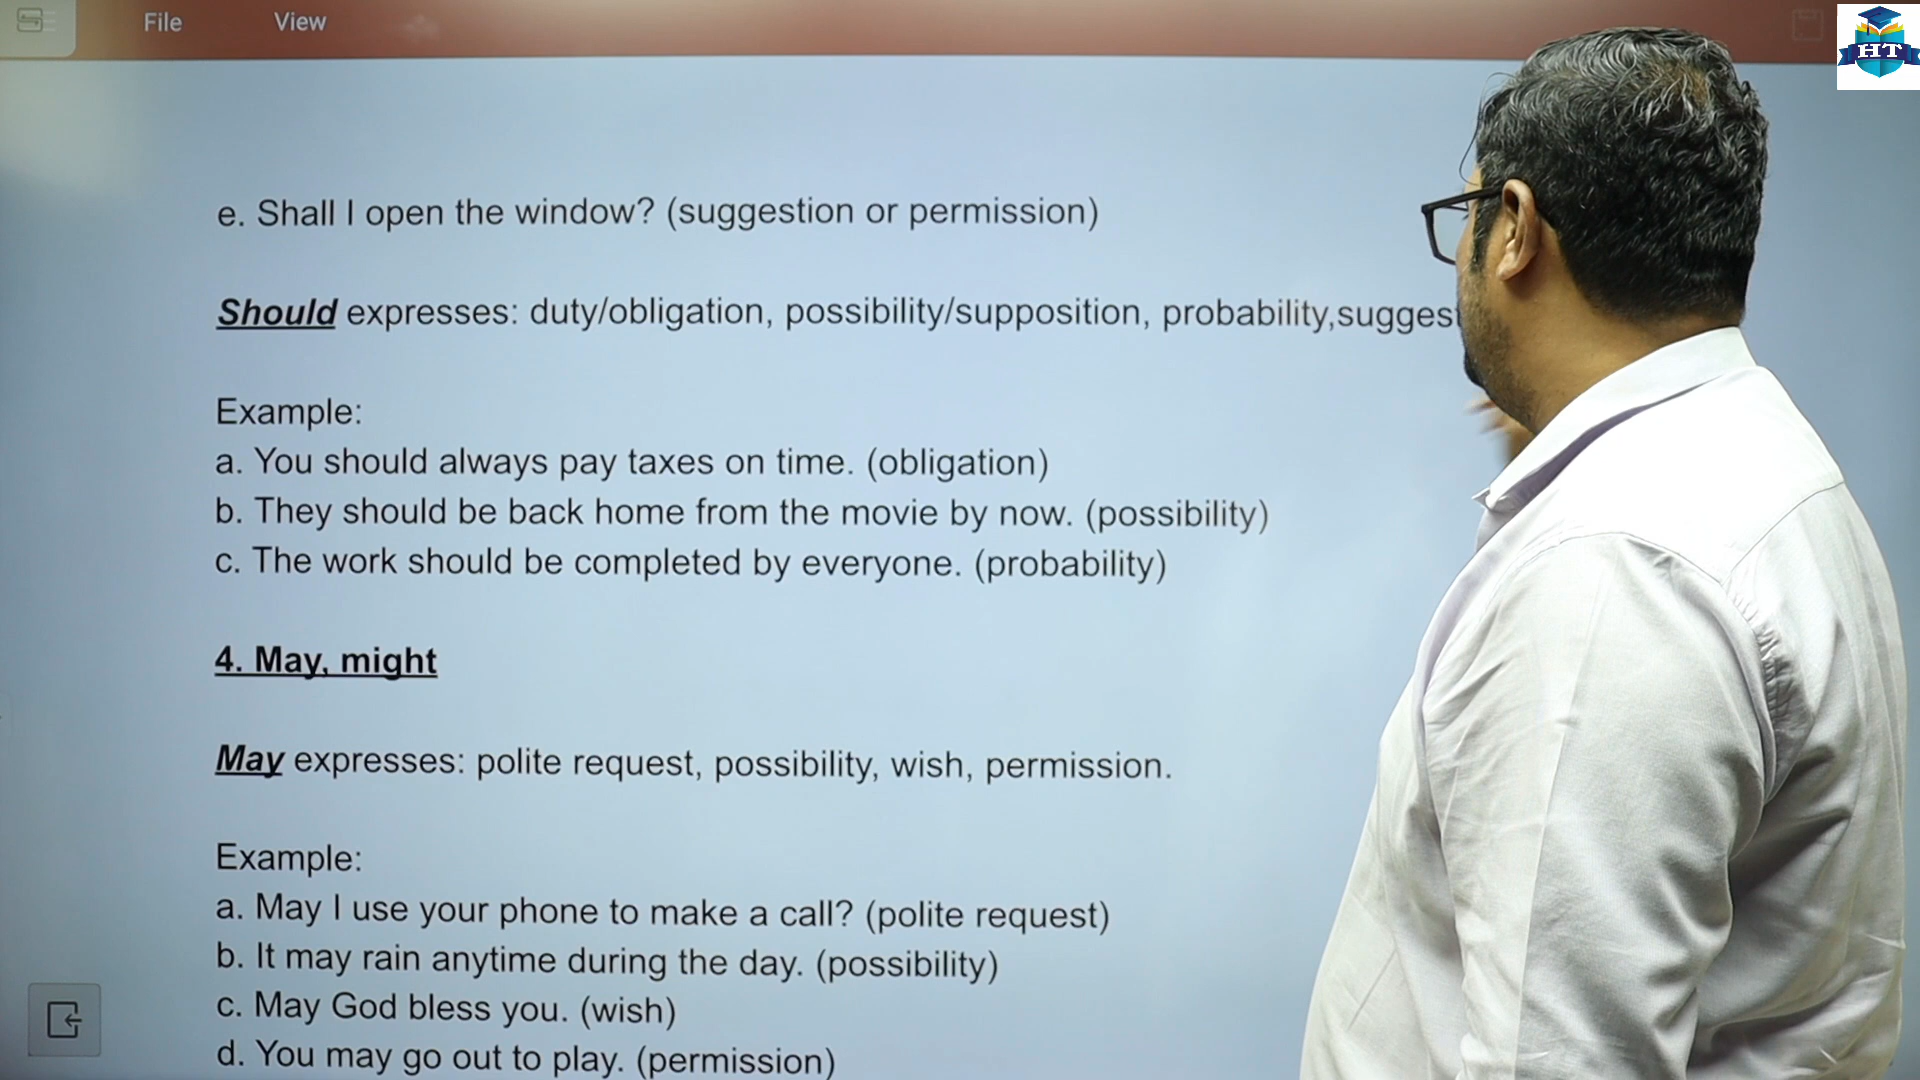 File View
HT
e. Shall I open the window? (suggestion or permission)
Should expresses: duty/obligation, possibility/supposition, probability,suggest
Example:
a. You should always pay taxes on time. (obligation)
b. They should be back home from the movie by now. (possibility)
c. The work should be completed by everyone. (probability)
4. May, might
May expresses: polite request, possibility, wish, permission.
Example:
a. May I use your phone to make a call? (polite request)
b. It may rain anytime during the day. (possibility)
c. May God bless you. (wish)
d. You may go out to play. (permission)